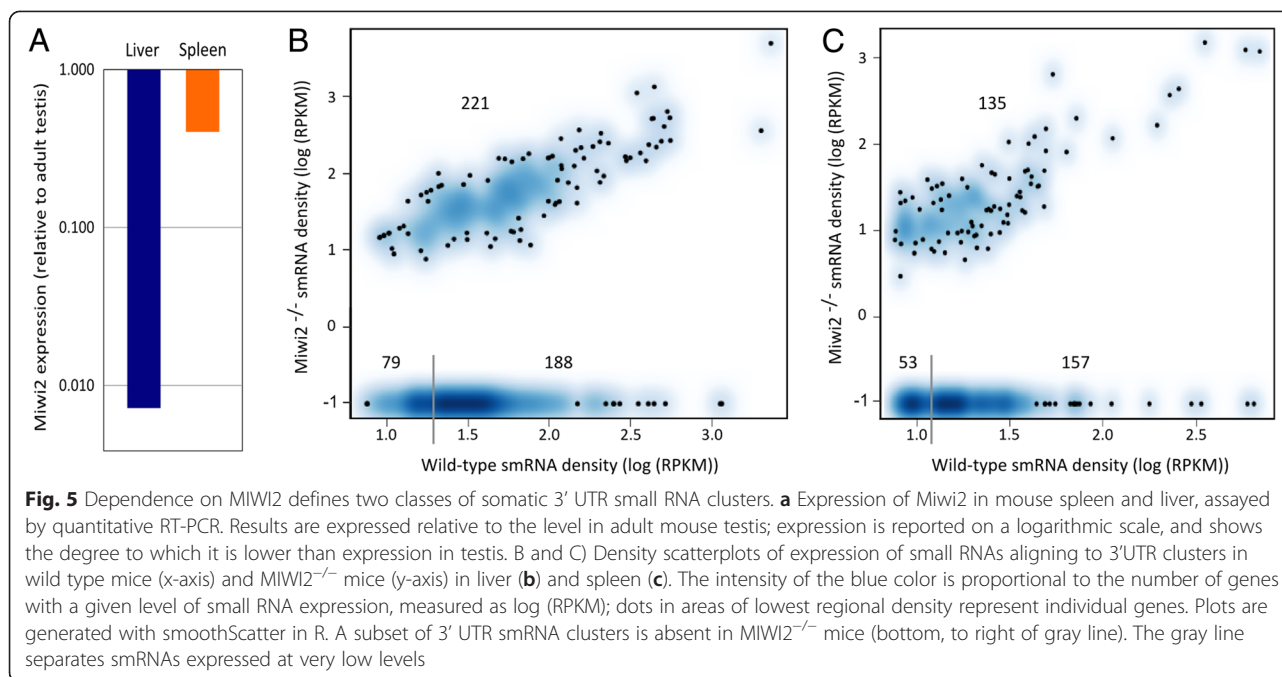 A
Liver Spleen
1.000
0.100
0.010
Miwi2 expression (relative to adult testis)
B
221
79
188
3
2
1
0
-1
Miwi2 -/- smRNA density (log (RPKM))
1.0 1.5 2.0 2.5 3.0
Wild-type smRNA density (log (RPKM))
C
135
53
157
3
2
1
0
-1
Miwi2 -/- smRNA density (log (RPKM))
1.0 1.5 2.0 2.5
Wild-type smRNA density (log (RPKM))
Fig. 5 Dependence on MIWI2 defines two classes of somatic 3′ UTR small RNA clusters. a Expression of Miwi2 in mouse spleen and liver, assayed
by quantitative RT-PCR. Results are expressed relative to the level in adult mouse testis; expression is reported on a logarithmic scale, and shows
the degree to which it is lower than expression in testis. B and C) Density scatterplots of expression of small RNAs aligning to 3′UTR clusters in
wild type mice (x-axis) and MIWI2−/− mice (y-axis) in liver (b) and spleen (c). The intensity of the blue color is proportional to the number of genes
with a given level of small RNA expression, measured as log (RPKM); dots in areas of lowest regional density represent individual genes. Plots are
generated with smoothScatter in R. A subset of 3′ UTR smRNA clusters is absent in MIWI2−/− mice (bottom, to right of gray line). The gray line
separates smRNAs expressed at very low levels